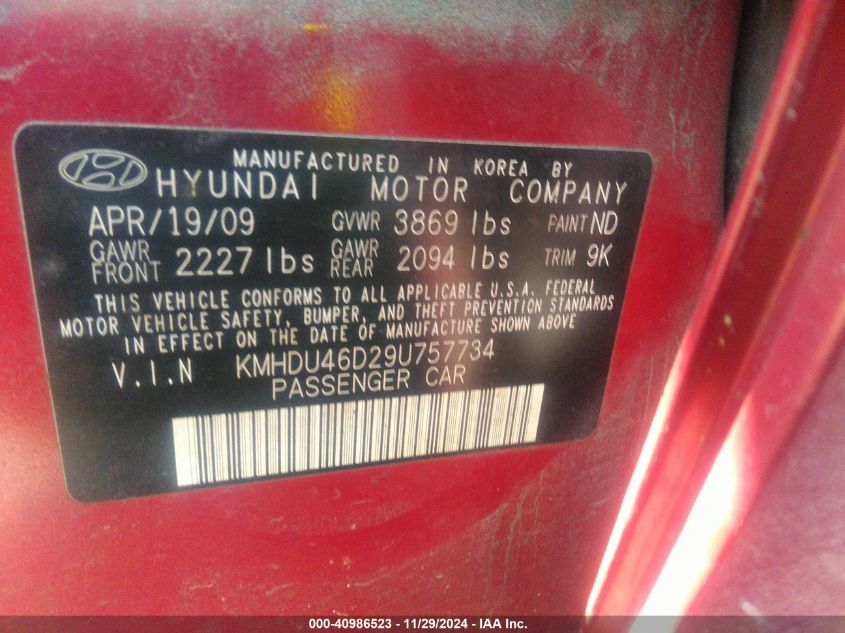 MANUFACTURED IN KOREA BY
HYUNDAI MOTOR COMPANY
APR/19/09 GVWR 3869 lbs PAINT ND
GAWR FRONT 2227 lbs GAWR REAR 2094 lbs TRIM 9K
THIS VEHICLE CONFORMS TO ALL APPLICABLE U.S.A. FEDERAL
MOTOR VEHICLE SAFETY, BUMPER, AND THEFT PREVENTION STANDARDS
IN EFFECT ON THE DATE OF MANUFACTURE SHOWN ABOVE
V.I.N KMHDU46D29U757734
PASSENGER CAR
000-40986523 - 11/29/2024 - IAA Inc.